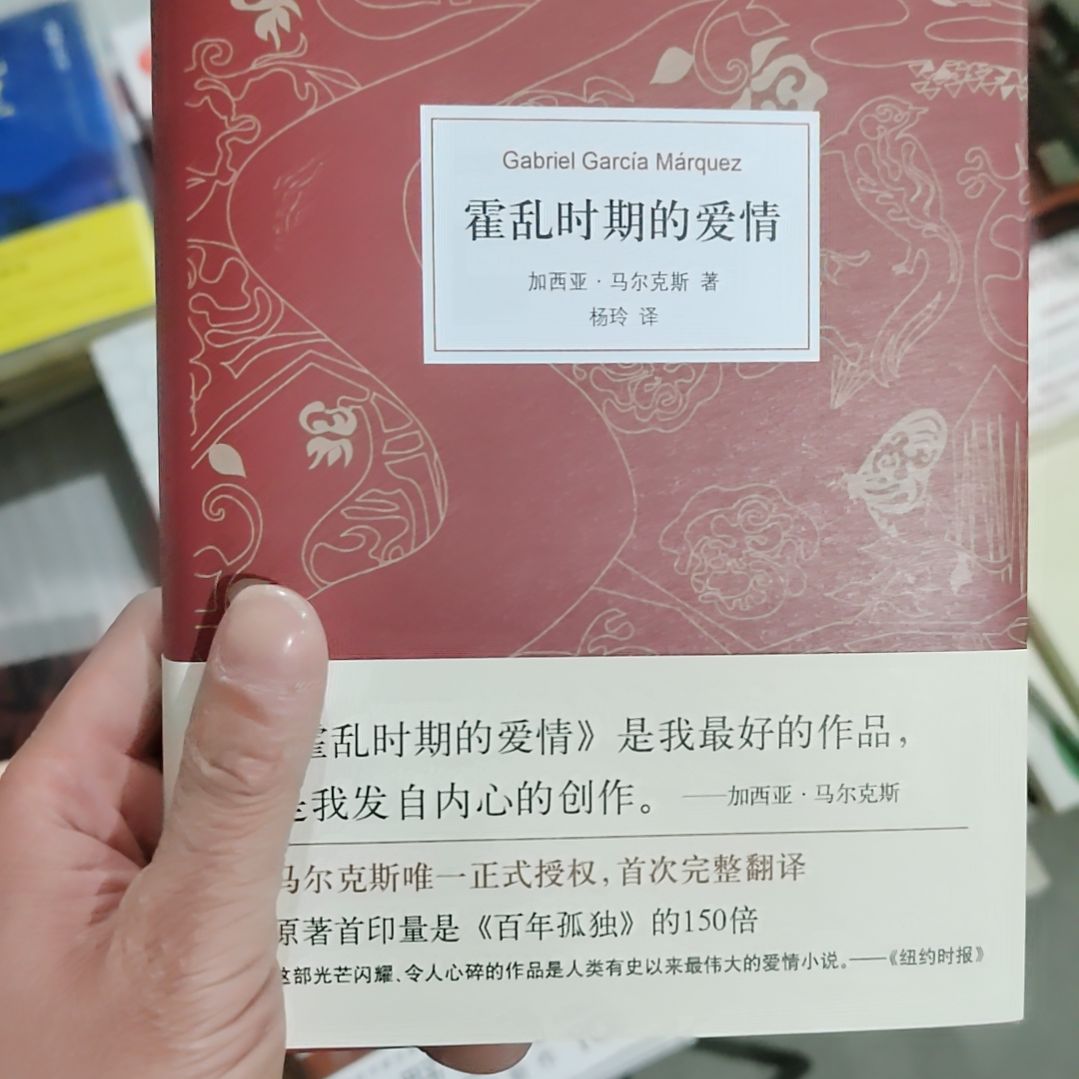 Gabriel García Márquez
霍乱时期的爱情
加西亚·马尔克斯 著
杨玲 译
霍乱时期的爱情》是我最好的作品，
是我发自内心的创作。 ——加西亚·马尔克斯
马尔克斯唯一正式授权，首次完整翻译
原著首印量是《百年孤独》的150倍
这部光芒闪耀、令人心碎的作品是人类有史以来最伟大的爱情小说。——《纽约时报》